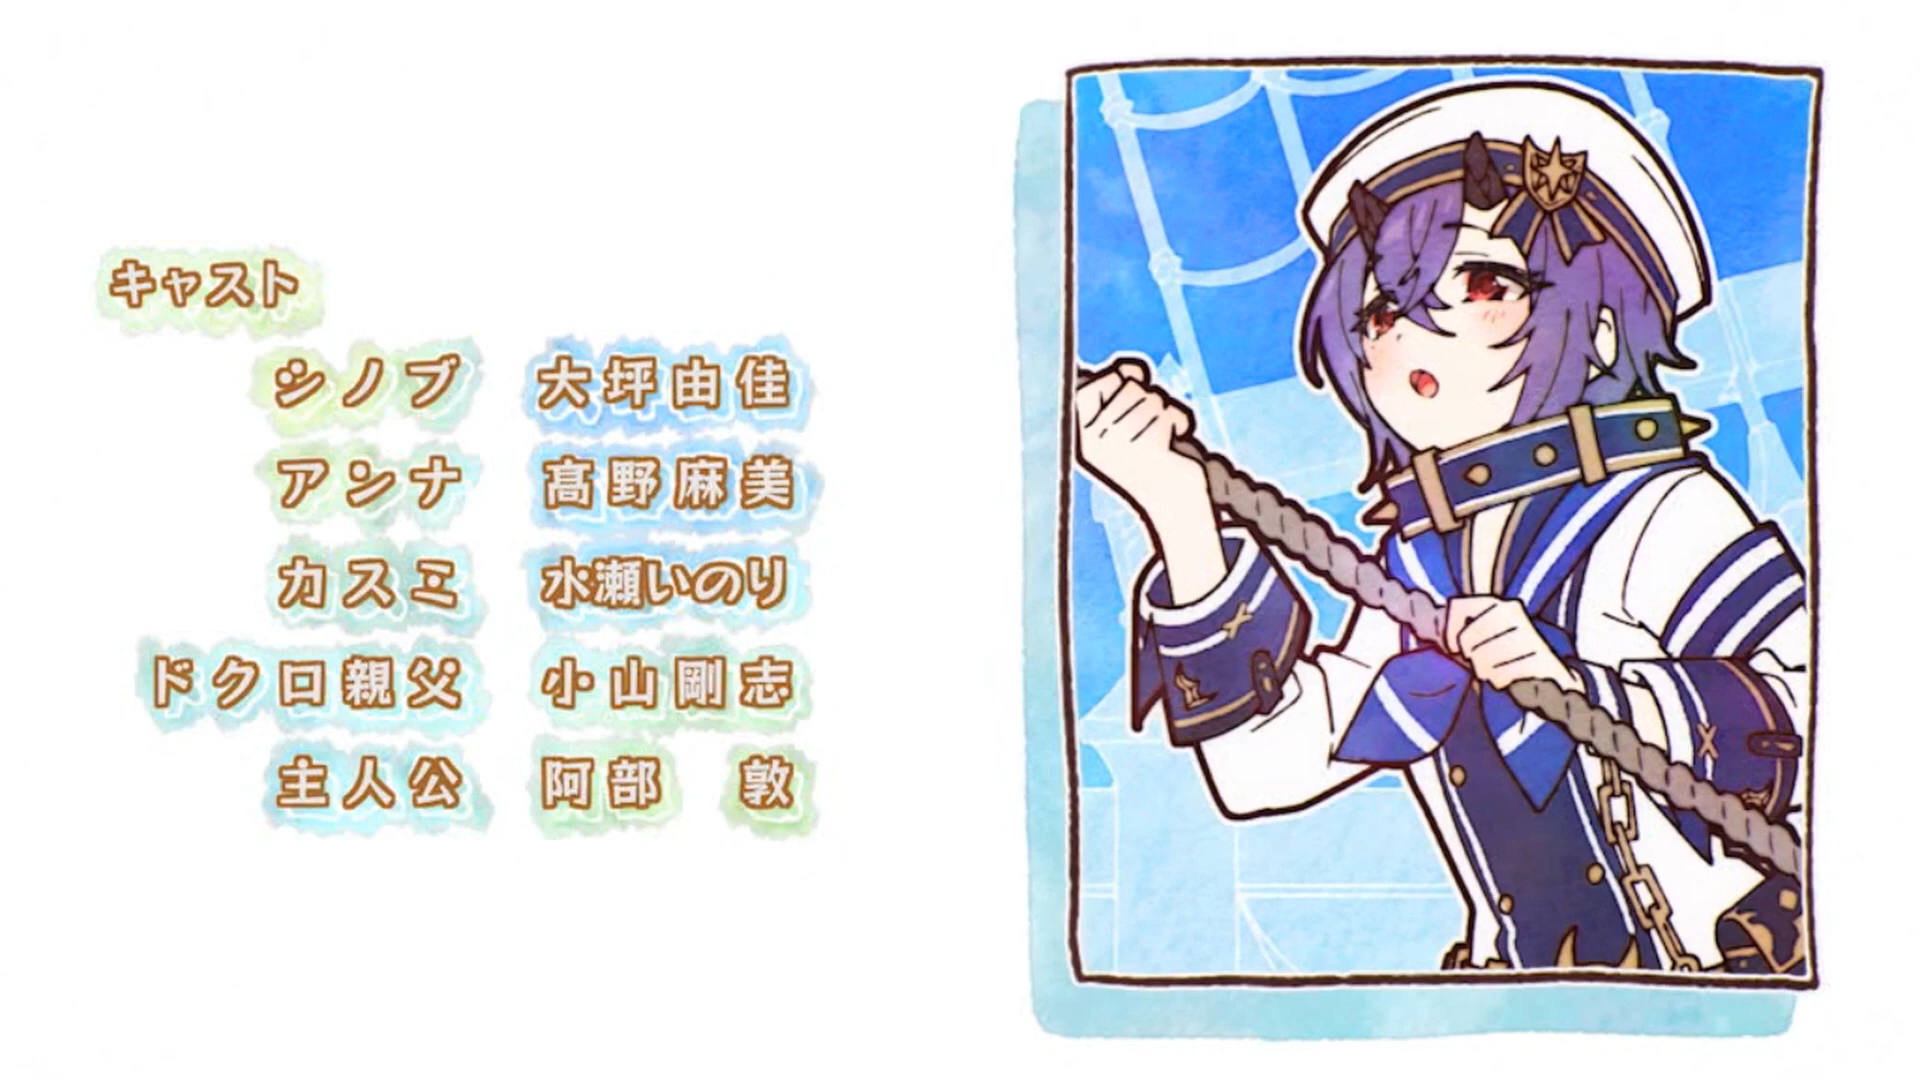 キャスト
シノブ 大坪由佳
アンナ 髙野麻美
カスミ 水瀬いのり
ドクロ親父 小山剛志
主人公 阿部 敦